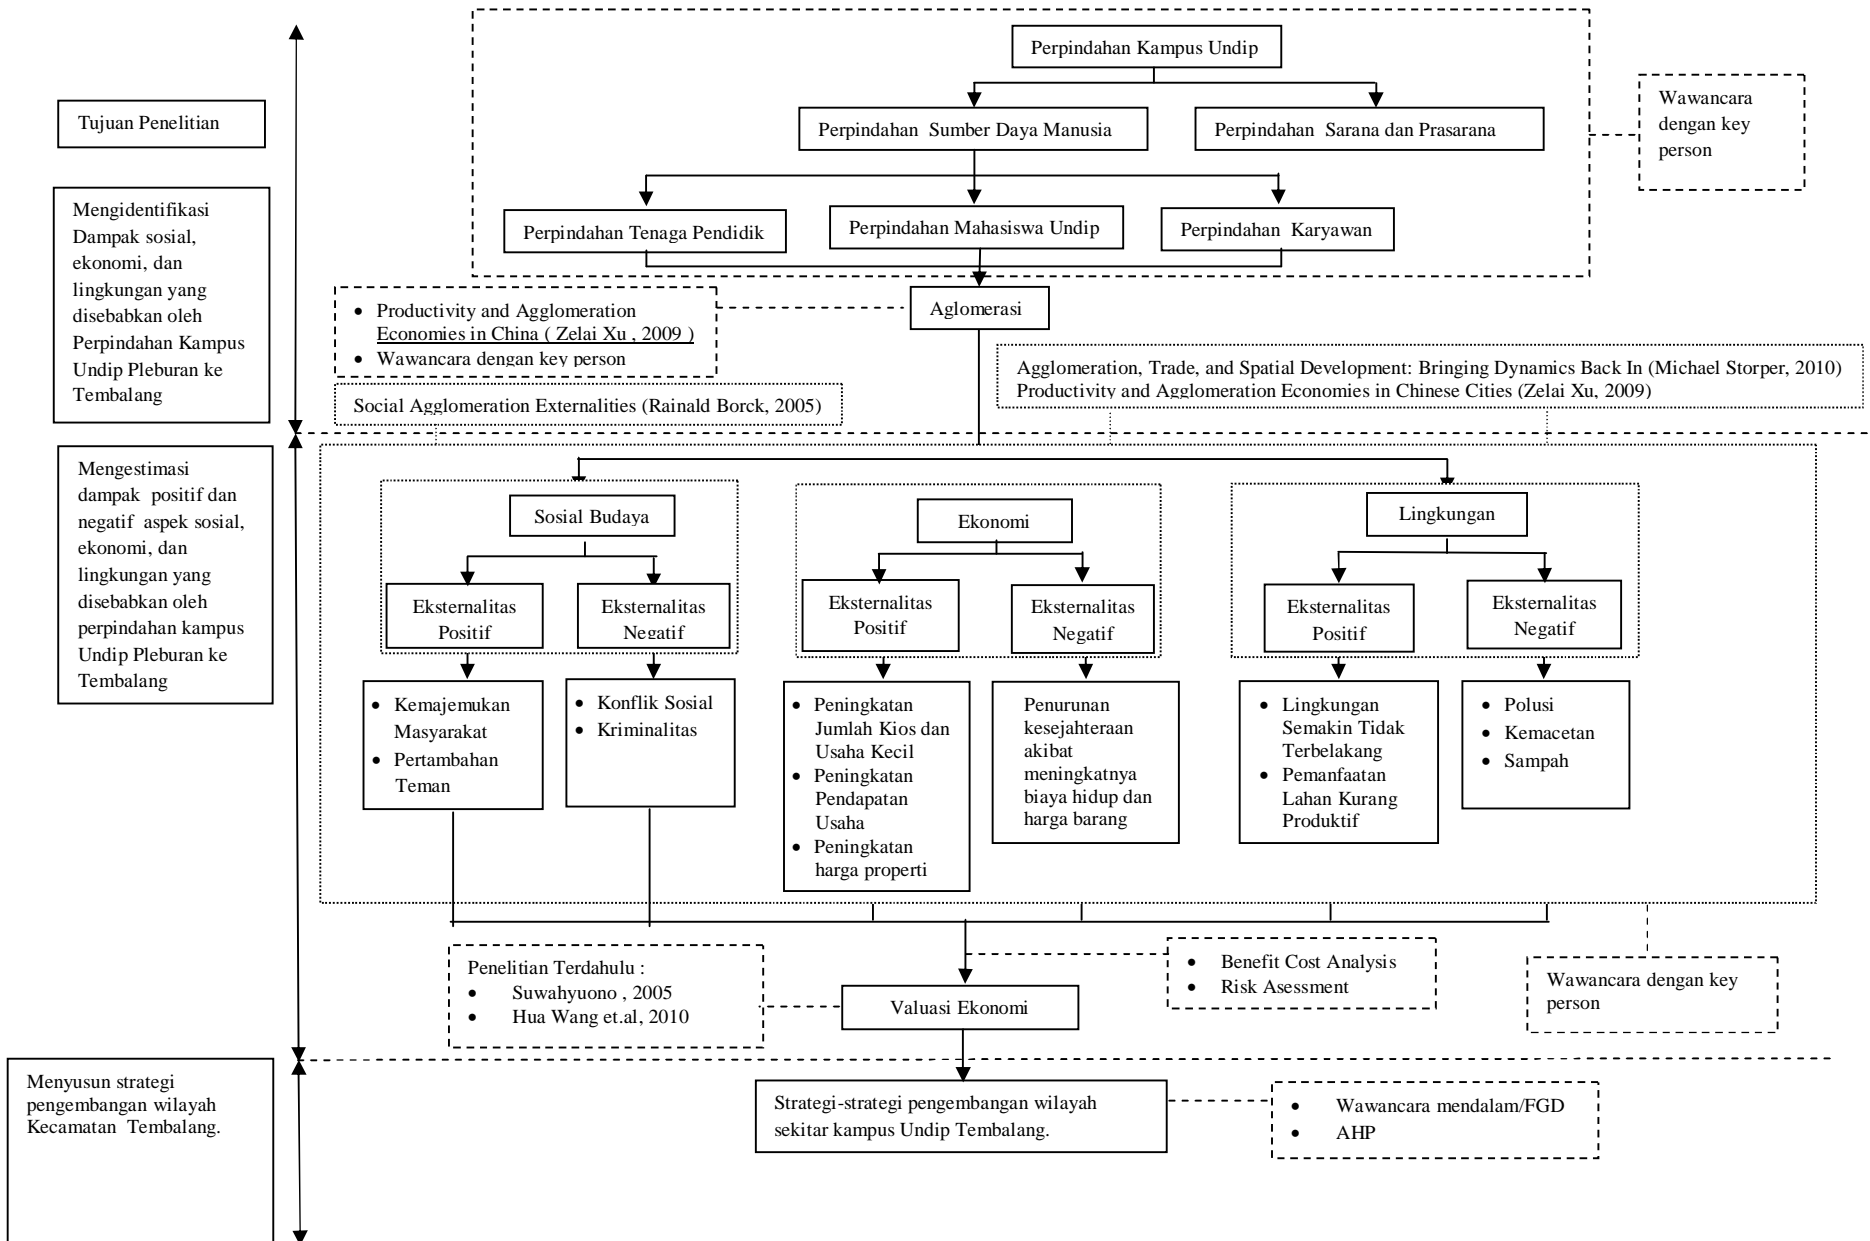 Perpindahan Kampus Undip
Tujuan Penelitian
Perpindahan Sumber Daya Manusia
Perpindahan Sarana dan Prasarana
Wawancara
dengan key
person
Mengidentifikasi
Dampak sosial,
ekonomi, dan
lingkungan yang
disebabkan oleh
Perpindahan Kampus
Undip Pleburan ke
Tembalang
Perpindahan Tenaga Pendidik
Perpindahan Mahasiswa Undip
Perpindahan Karyawan
• Productivity and Agglomeration
Economies in China ( Zelai Xu , 2009 )
• Wawancara dengan key person
Aglomerasi
Social Agglomeration Externalities (Rainald Borck, 2005)
Agglomeration, Trade, and Spatial Development: Bringing Dynamics Back In (Michael Storper, 2010)
Productivity and Agglomeration Economies in Chinese Cities (Zelai Xu, 2009)
Mengestimasi
dampak positif dan
negatif aspek sosial,
ekonomi, dan
lingkungan yang
disebabkan oleh
perpindahan kampus
Undip Pleburan ke
Tembalang
Sosial Budaya
Eksternalitas
Positif
Eksternalitas
Negatif
Ekonomi
Eksternalitas
Positif
Eksternalitas
Negatif
Lingkungan
Eksternalitas
Positif
Eksternalitas
Negatif
• Kemajemukan
Masyarakat
• Pertambahan
Teman
• Konflik Sosial
• Kriminalitas
• Peningkatan
Jumlah Kios dan
Usaha Kecil
• Peningkatan
Pendapatan
Usaha
• Peningkatan
harga properti
Penurunan
kesejahteraan
akibat
meningkatnya
biaya hidup dan
harga barang
• Lingkungan
Semakin Tidak
Terbelakang
• Pemanfaatan
Lahan Kurang
Produktif
• Polusi
• Kemacetan
• Sampah
Penelitian Terdahulu :
• Suwahyuono , 2005
• Hua Wang et.al, 2010
Valuasi Ekonomi
• Benefit Cost Analysis
• Risk Asessment
Wawancara dengan key
person
Menyusun strategi
pengembangan wilayah
Kecamatan Tembalang.
Strategi-strategi pengembangan wilayah
sekitar kampus Undip Tembalang.
• Wawancara mendalam/FGD
• AHP